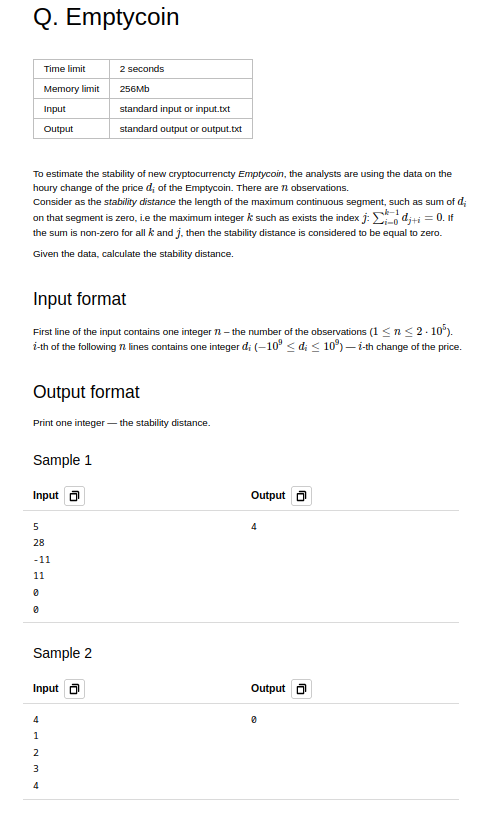 Q. Emptycoin
Time limit 2 seconds
Memory limit 256Mb
Input standard input or input.txt
Output standard output or output.txt
To estimate the stability of new cryptocurrencty Emptycoin, the analysts are using the data on the
houry change of the price d_i of the Emptycoin. There are n observations.
Consider as the stability distance the length of the maximum continuous segment, such as sum of d_i
on that segment is zero, i.e the maximum integer k such as exists the index j: ∑_{i=0}^{k−1} d_{j+i} = 0. If
the sum is non-zero for all k and j, then the stability distance is considered to be equal to zero.
Given the data, calculate the stability distance.
Input format
First line of the input contains one integer n – the number of the observations (1 ≤ n ≤ 2 · 10^5).
i-th of the following n lines contains one integer d_i (−10^9 ≤ d_i ≤ 10^9) — i-th change of the price.
Output format
Print one integer — the stability distance.
Sample 1
Input Output
5 4
28
-11
11
0
0
Sample 2
Input Output
4 0
1
2
3
4